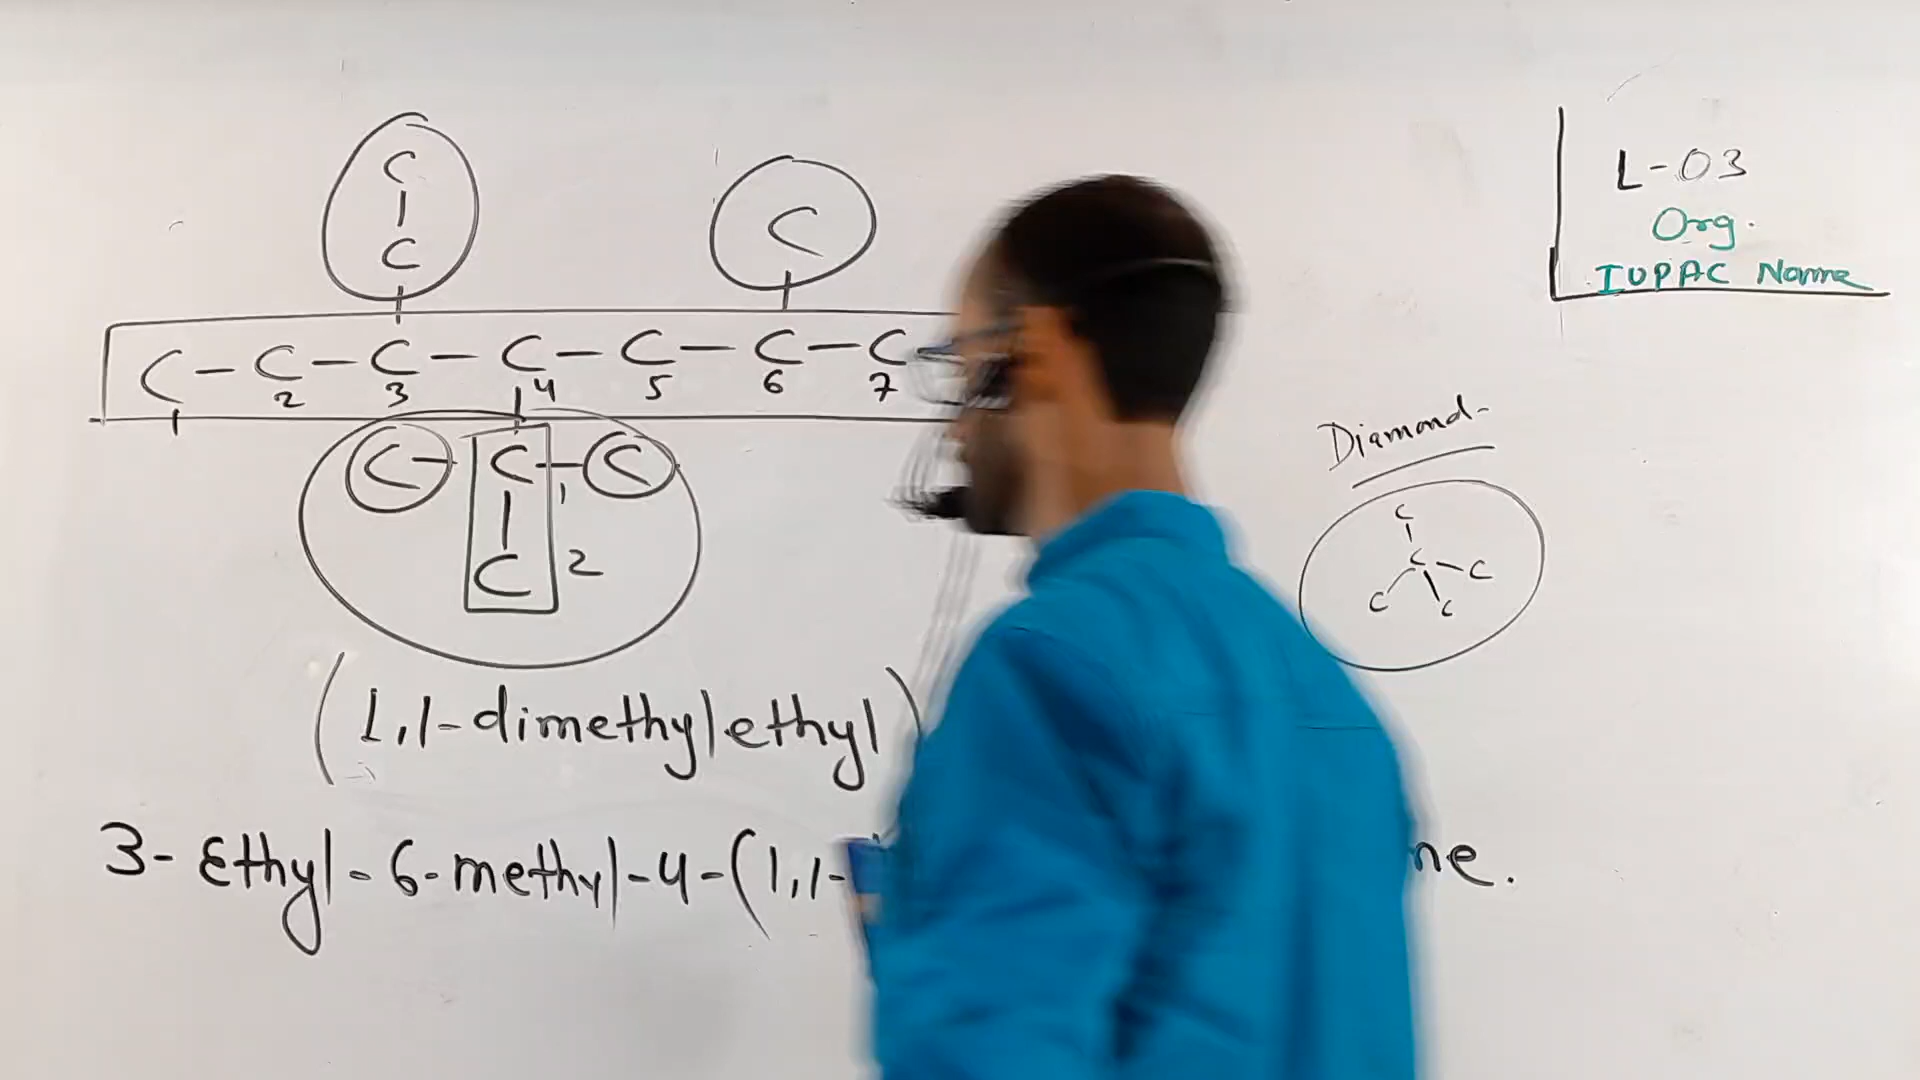 C
C
C
C - C - C - C - C - C - C
2 3 4 5 6 7
C - C - C
1
C 2
(1,1-dimethylethyl)
3-Ethyl-6-methyl-4-(1,1-
ne.
L-03
Org.
IUPAC Name
Diamond-
C
C - C
C C